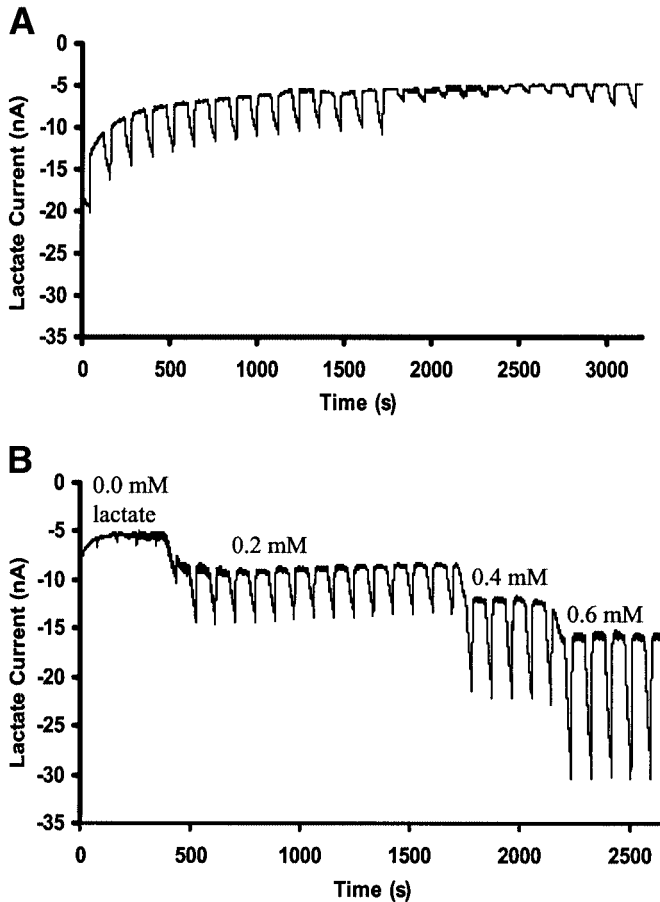 A
0
-5
-10
-15
-20
-25
-30
-35
Lactate Current (nA)
0 500 1000 1500 2000 2500 3000
Time (s)
B
0
-5
-10
-15
-20
-25
-30
-35
Lactate Current (nA)
0.0 mM
lactate
0.2 mM
0.4 mM
0.6 mM
0 500 1000 1500 2000 2500
Time (s)